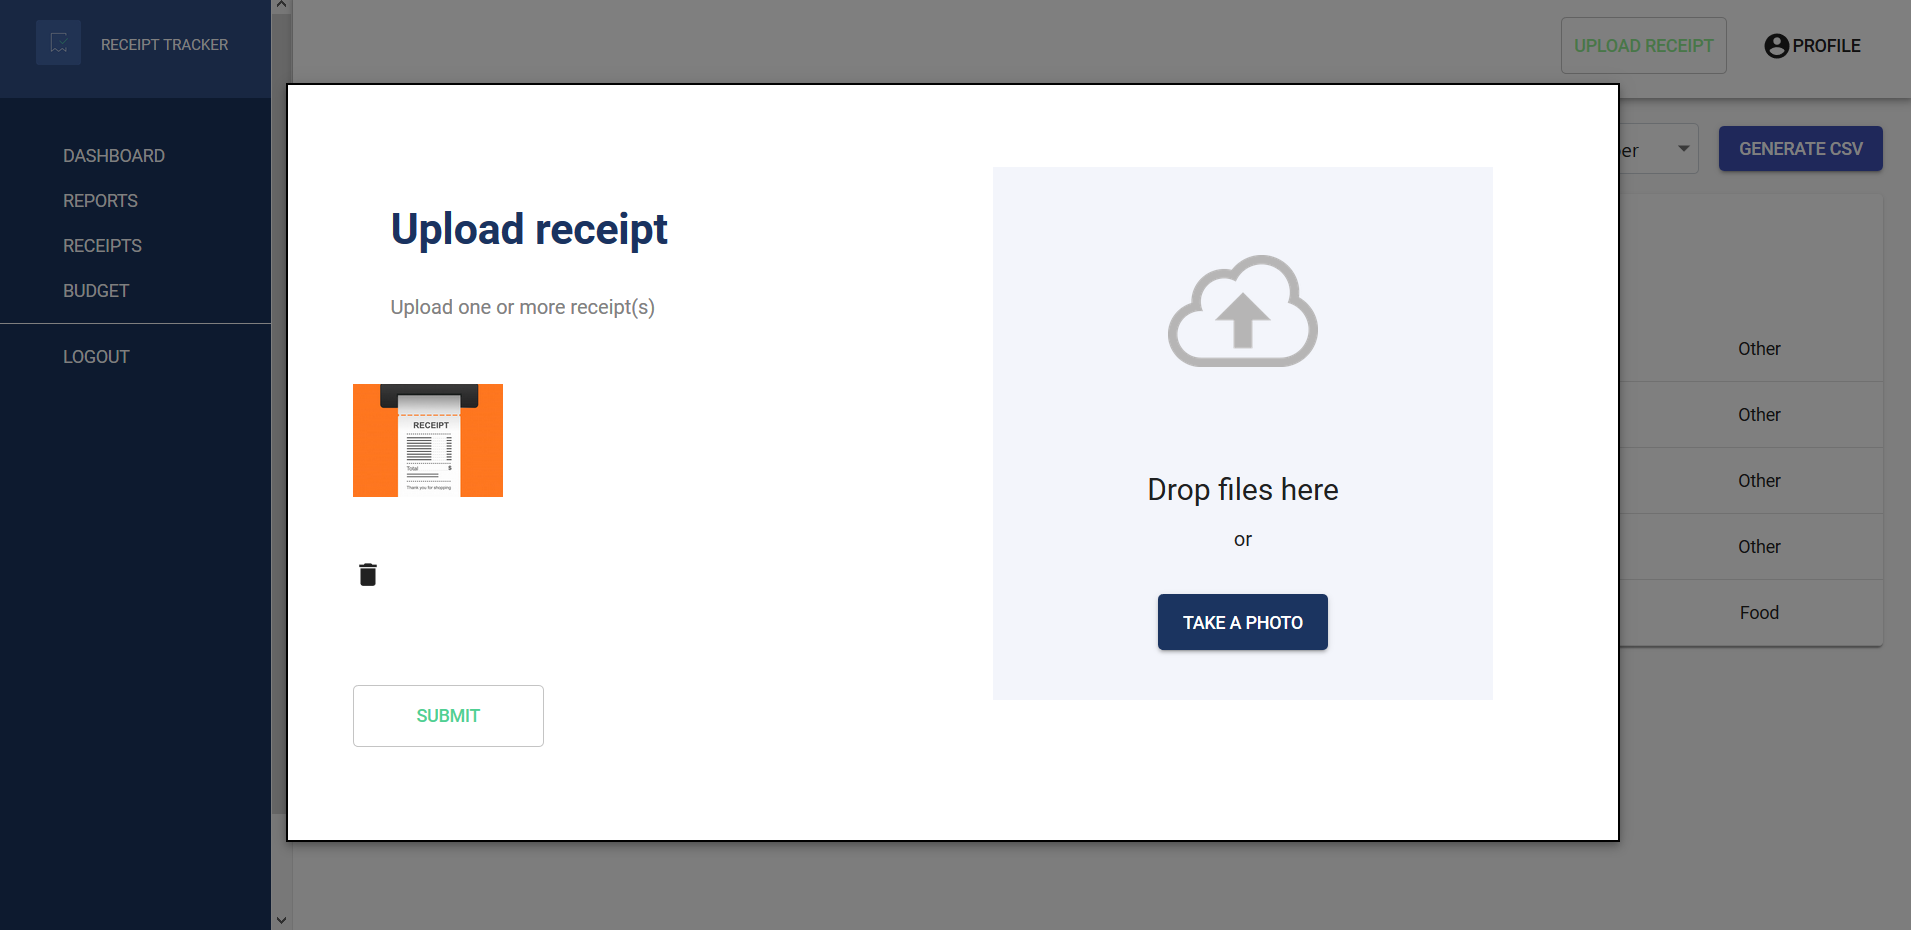 RECEIPT TRACKER
UPLOAD RECEIPT
PROFILE
DASHBOARD
REPORTS
RECEIPTS
BUDGET
LOGOUT
GENERATE CSV
Upload receipt
Upload one or more receipt(s)
RECEIPT
Total $
Thank you for shopping
SUBMIT
Drop files here
or
TAKE A PHOTO
Other
Other
Other
Other
Food